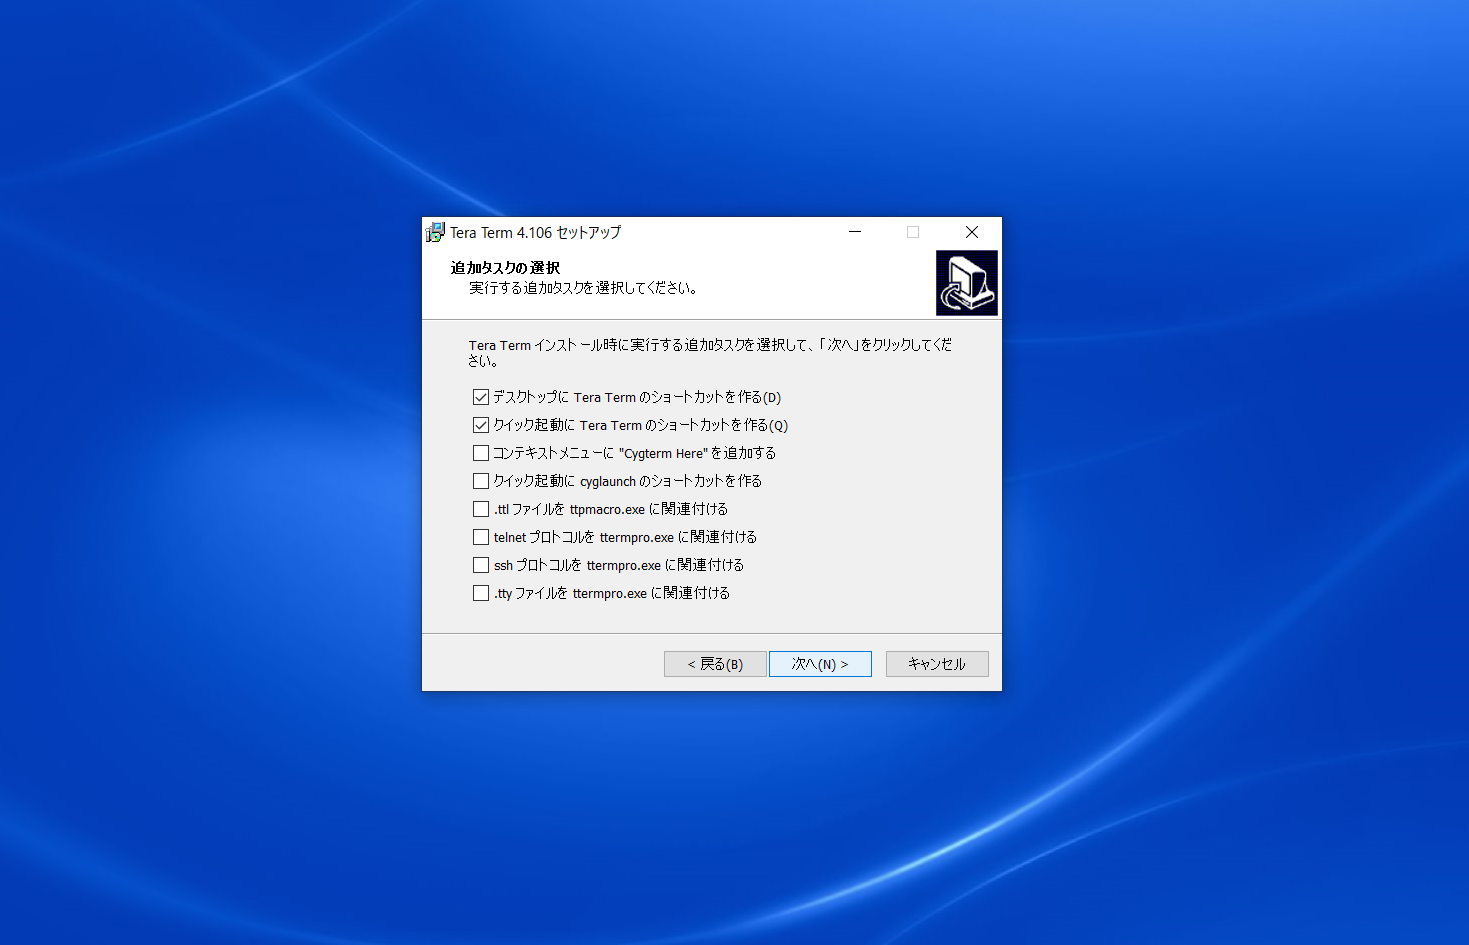 Tera Term 4.106 セットアップ
追加タスクの選択
実行する追加タスクを選択してください。
Tera Term インストール時に実行する追加タスクを選択して、「次へ」をクリックしてくだ
さい。
デスクトップに Tera Term のショートカットを作る(D)
クイック起動に Tera Term のショートカットを作る(Q)
コンテキストメニューに "Cygterm Here" を追加する
クイック起動に cyglaunch のショートカットを作る
.ttl ファイルを ttpmacro.exe に関連付ける
telnet プロトコルを ttermpro.exe に関連付ける
ssh プロトコルを ttermpro.exe に関連付ける
.tty ファイルを ttermpro.exe に関連付ける
< 戻る(B) 次へ(N) > キャンセル